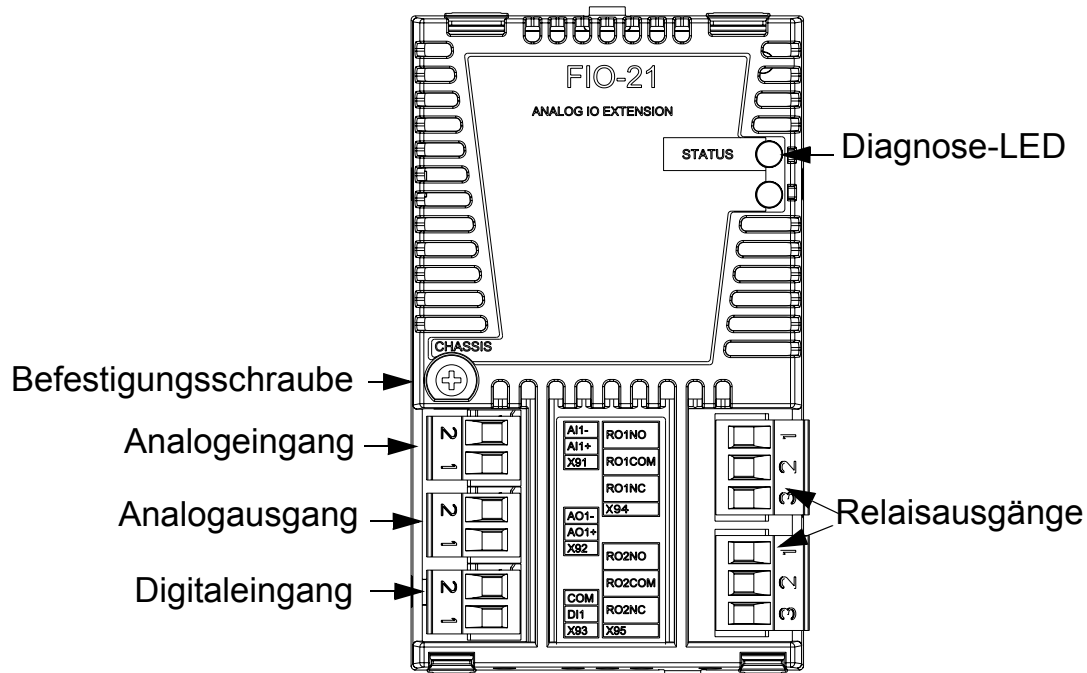 FIO-21
ANALOG IO EXTENSION
STATUS
Diagnose-LED
CHASSIS
Befestigungsschraube
Analogeingang
2
1
Analogausgang
2
1
Digitaleingang
2
1
AI1-
AI1+
X91
AO1-
AO1+
X92
COM
DI1
X93
RO1NO
RO1COM
RO1NC
X94
RO2NO
RO2COM
RO2NC
X95
1
2
3
1
2
3
Relaisausgänge